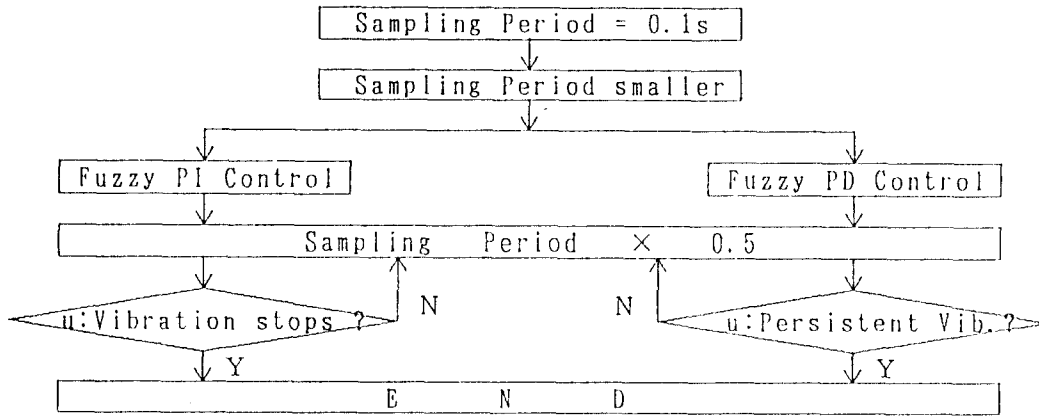 Sampling Period = 0.1s
Sampling Period smaller
Fuzzy PI Control
Fuzzy PD Control
Sampling Period × 0.5
N
N
u:Vibration stops ?
u:Persistent Vib.?
Y
Y
E N D